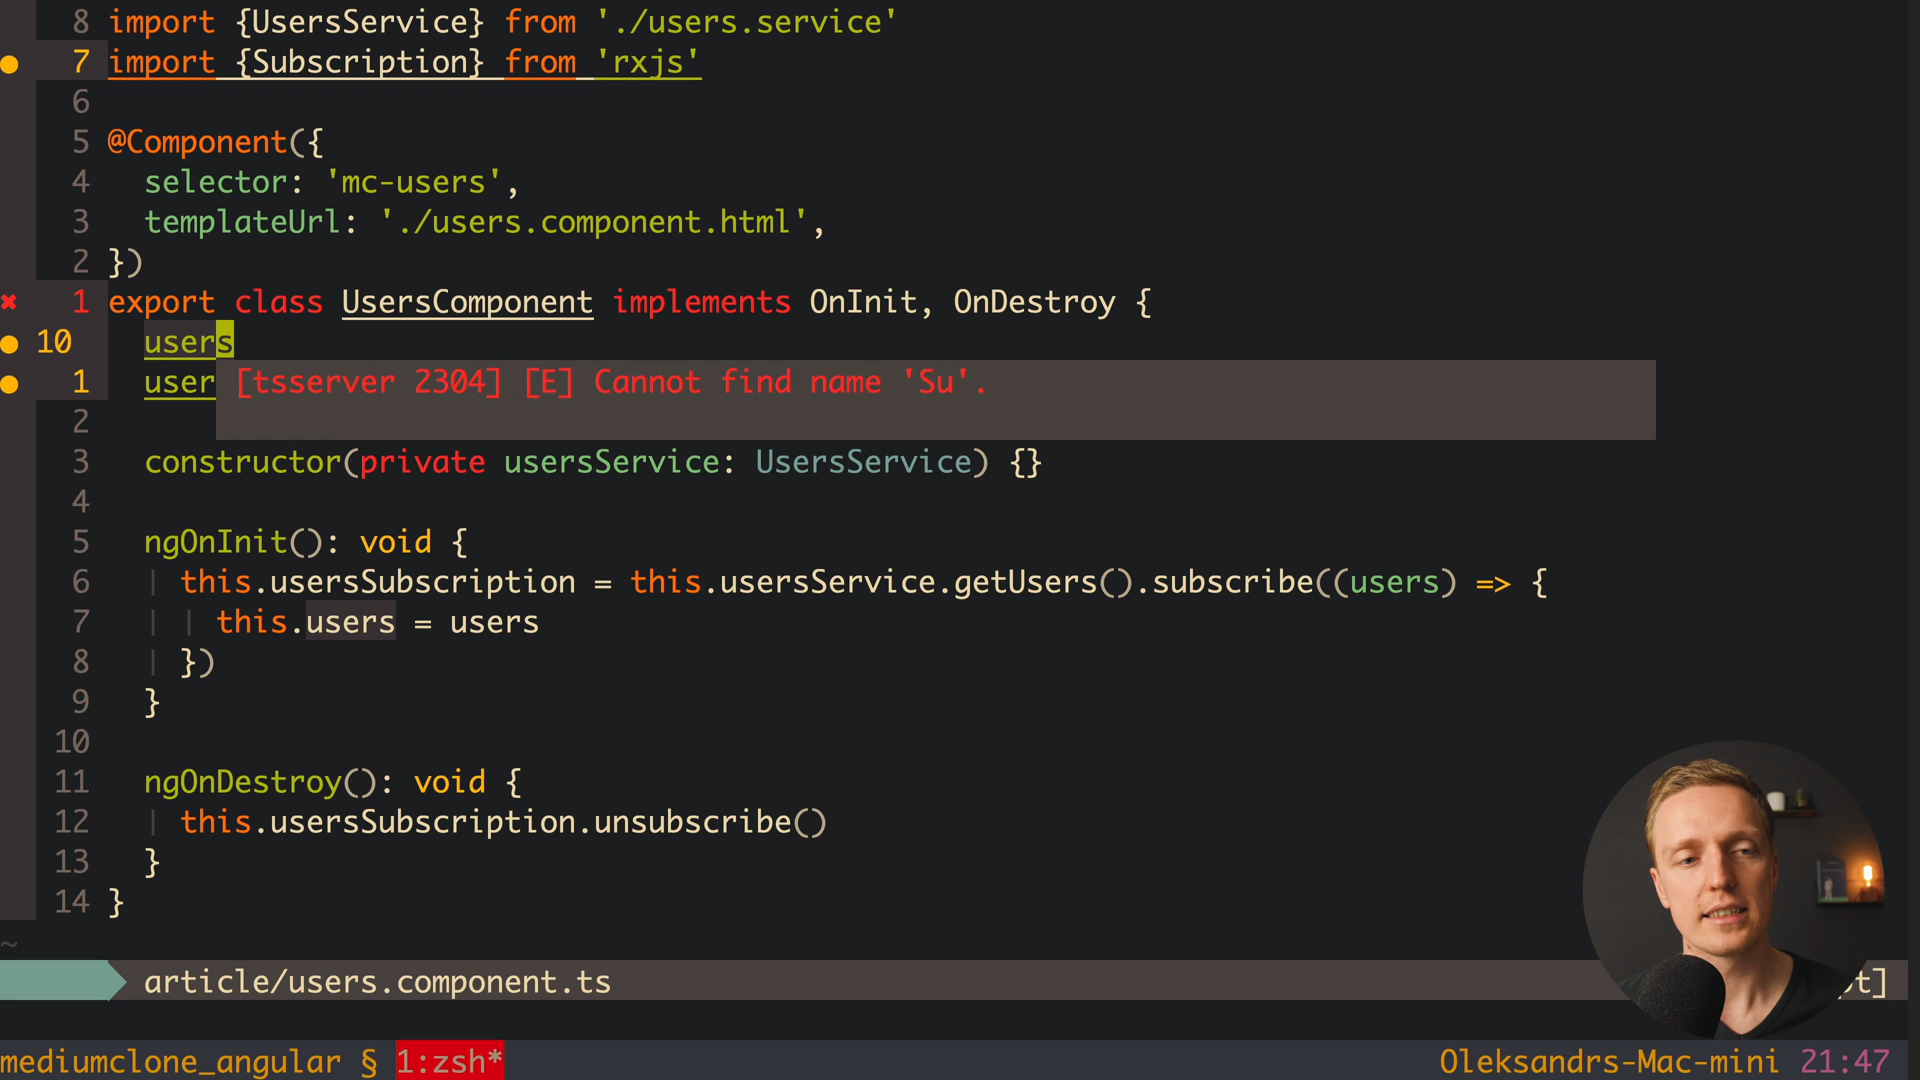 8 import {UsersService} from './users.service'
7 import {Subscription} from 'rxjs'
6
5 @Component({
4 selector: 'mc-users',
3 templateUrl: './users.component.html',
2 })
1 export class UsersComponent implements OnInit, OnDestroy {
10 users
1 user [tsserver 2304] [E] Cannot find name 'Su'.
2
3 constructor(private usersService: UsersService) {}
4
5 ngOnInit(): void {
6 this.usersSubscription = this.usersService.getUsers().subscribe((users) => {
7 this.users = users
8 })
9 }
10
11 ngOnDestroy(): void {
12 this.usersSubscription.unsubscribe()
13 }
14 }
~
article/users.component.ts
mediumclone_angular § 1:zsh* Oleksandrs-Mac-mini 21:47